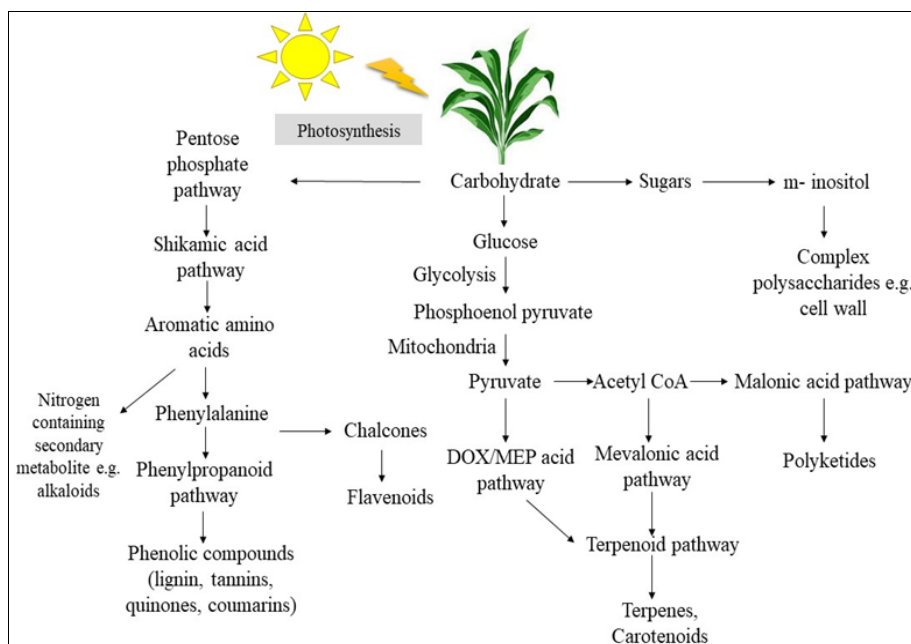 Photosynthesis
Pentose
phosphate
pathway
Carbohydrate
Sugars
m- inositol
Shikamic acid
pathway
Glucose
Complex
polysaccharides e.g.
cell wall
Glycolysis
Phosphoenol pyruvate
Aromatic amino
acids
Mitochondria
Pyruvate
Acetyl CoA
Malonic acid pathway
Nitrogen
containing
secondary
metabolite e.g.
alkaloids
Phenylalanine
Chalcones
Phenylpropanoid
pathway
Flavenoids
DOX/MEP acid
pathway
Mevalonic acid
pathway
Polyketides
Phenolic compounds
(lignin, tannins,
quinones, coumarins)
Terpenoid pathway
Terpenes,
Carotenoids